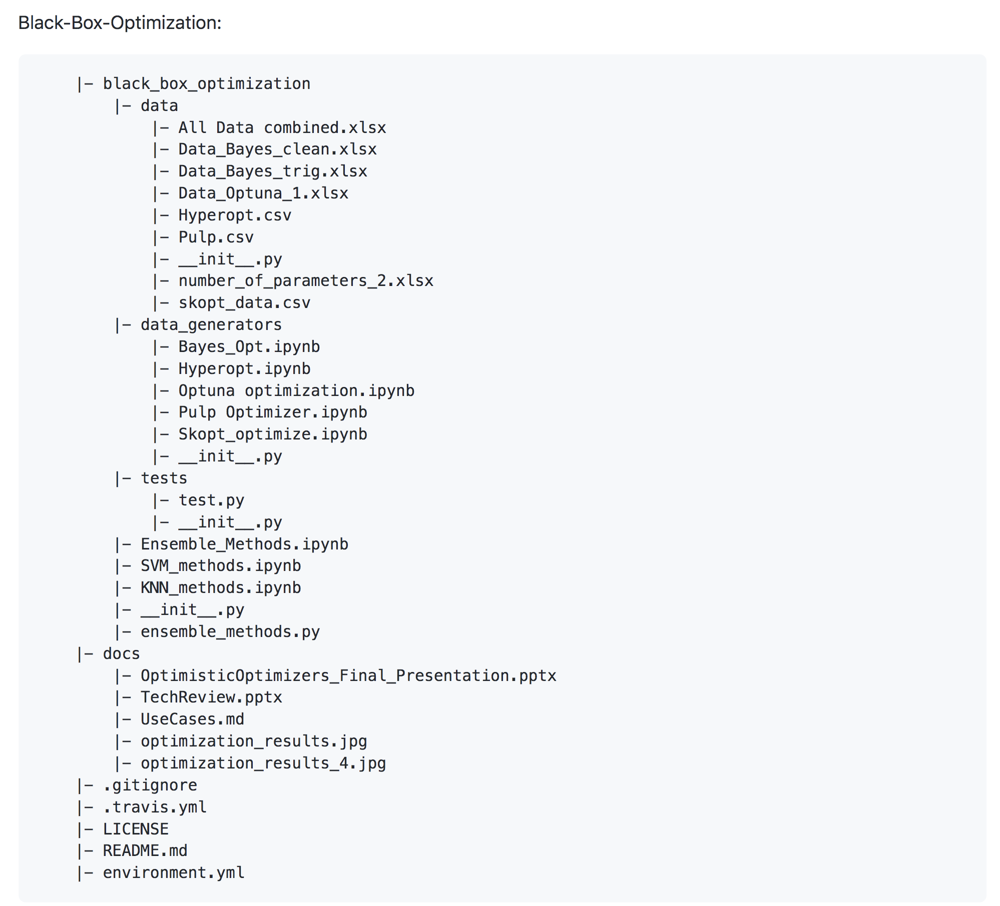 Black-Box-Optimization:
|- black_box_optimization
|- data
|- All Data combined.xlsx
|- Data_Bayes_clean.xlsx
|- Data_Bayes_trig.xlsx
|- Data_Optuna_1.xlsx
|- Hyperopt.csv
|- Pulp.csv
|- __init__.py
|- number_of_parameters_2.xlsx
|- skopt_data.csv
|- data_generators
|- Bayes_Opt.ipynb
|- Hyperopt.ipynb
|- Optuna optimization.ipynb
|- Pulp Optimizer.ipynb
|- Skopt_optimize.ipynb
|- __init__.py
|- tests
|- test.py
|- __init__.py
|- Ensemble_Methods.ipynb
|- SVM_methods.ipynb
|- KNN_methods.ipynb
|- __init__.py
|- ensemble_methods.py
|- docs
|- OptimisticOptimizers_Final_Presentation.pptx
|- TechReview.pptx
|- UseCases.md
|- optimization_results.jpg
|- optimization_results_4.jpg
|- .gitignore
|- .travis.yml
|- LICENSE
|- README.md
|- environment.yml